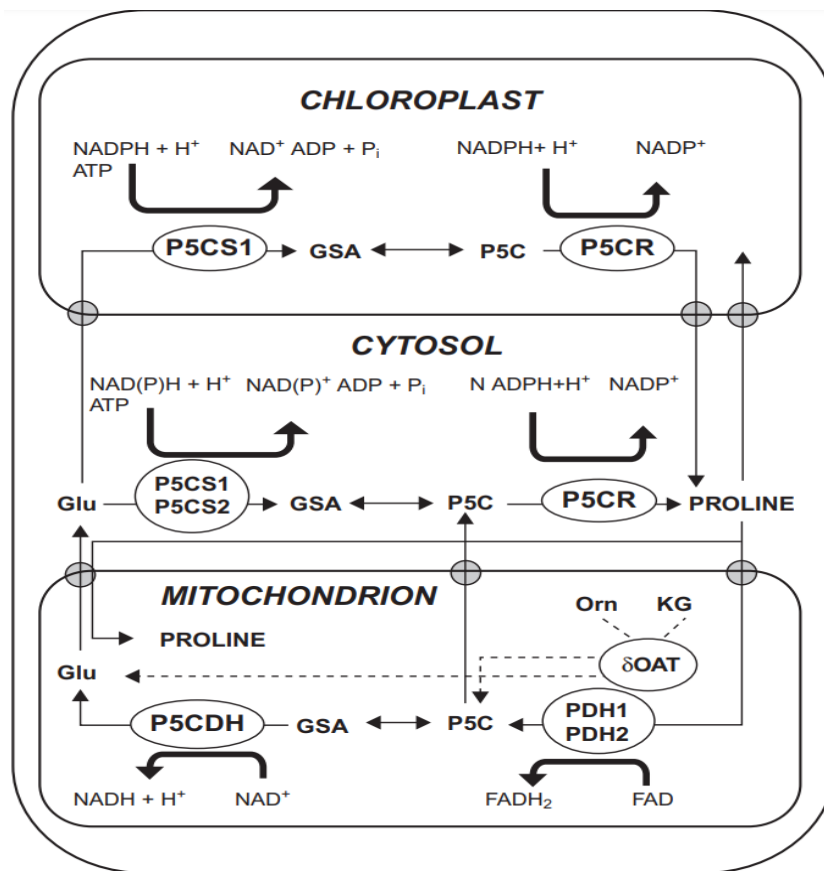 CHLOROPLAST
NADPH + H⁺ NAD⁺ ADP + Pᵢ NADPH+ H⁺ NADP⁺
ATP
P5CS1 GSA P5C P5CR
CYTOSOL
NAD(P)H + H⁺ NAD(P)⁺ ADP + Pᵢ N ADPH+H⁺ NADP⁺
ATP
P5CS1
P5CS2
Glu GSA P5C P5CR PROLINE
MITOCHONDRION
Orn KG
PROLINE
δOAT
Glu
PDH1
PDH2
P5CDH GSA P5C
NADH + H⁺ NAD⁺ FADH₂ FAD